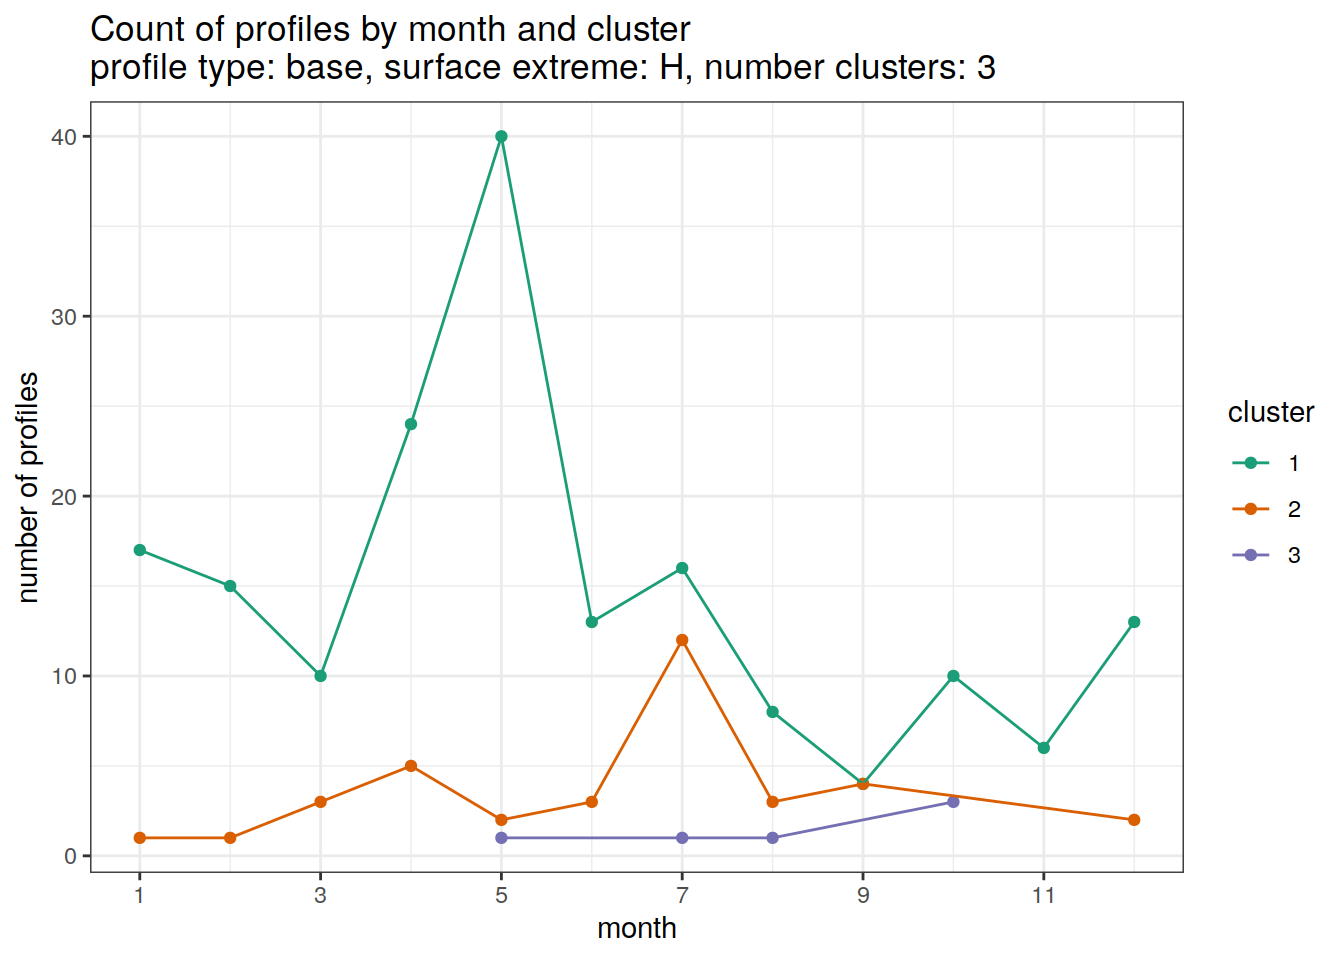 Count of profiles by month and cluster
profile type: base, surface extreme: H, number clusters: 3
40
30
20
10
0
number of profiles
1 3 5 7 9 11
month
cluster
1
2
3